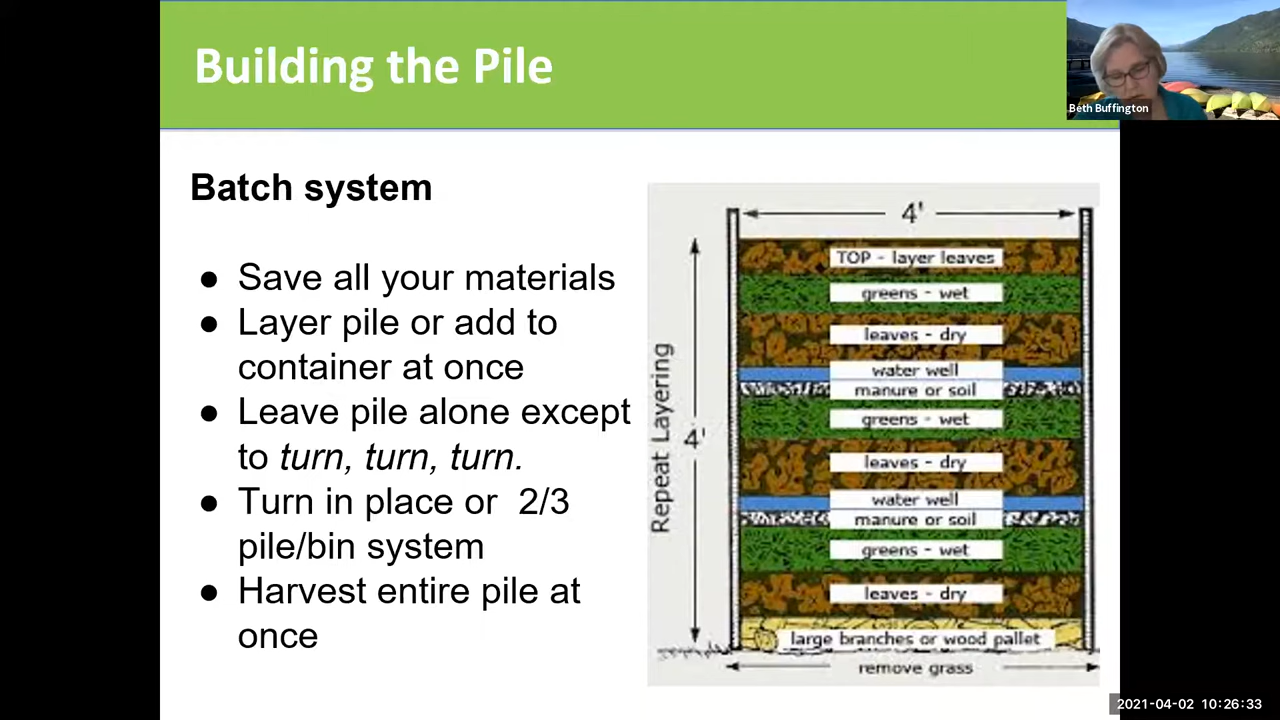 Building the Pile
Beth Buffington
Batch system
● Save all your materials
● Layer pile or add to
container at once
● Leave pile alone except
to turn, turn, turn.
● Turn in place or 2/3
pile/bin system
● Harvest entire pile at
once
4'
TOP - layer leaves
greens - wet
leaves - dry
water well
manure or soil
greens - wet
leaves - dry
water well
manure or soil
greens - wet
leaves - dry
large branches or wood pallet
remove grass
Repeat Layering
4'
2021-04-02 10:26:33